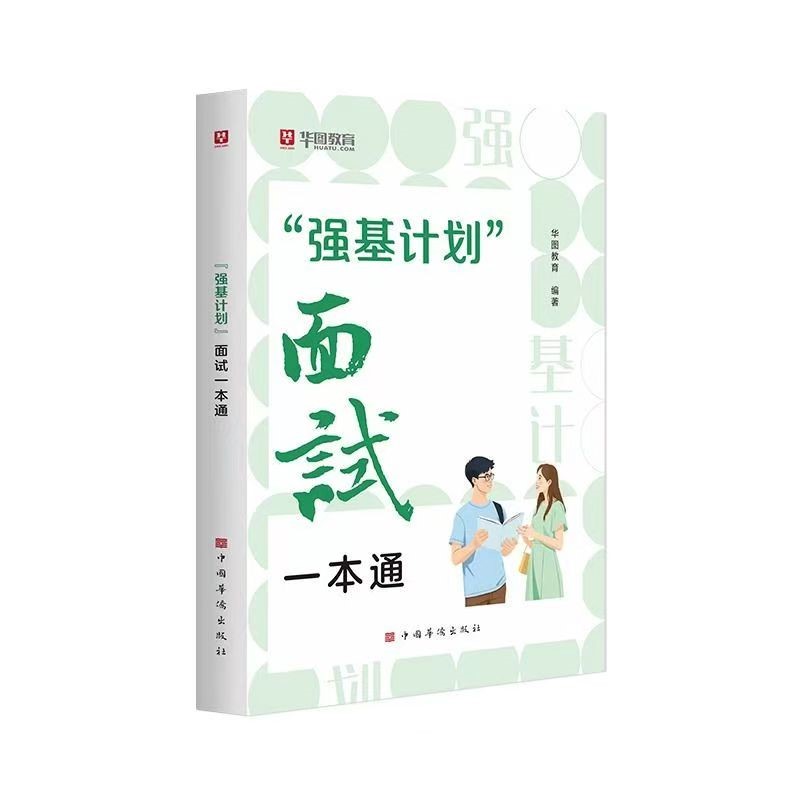 华
『强基计划』面试一本通
中国华侨出版社
华 华图教育
HUATU.COM
“强基计划”
面試
一本通
华图教育 编著
中国华侨出版社
强
基计
划